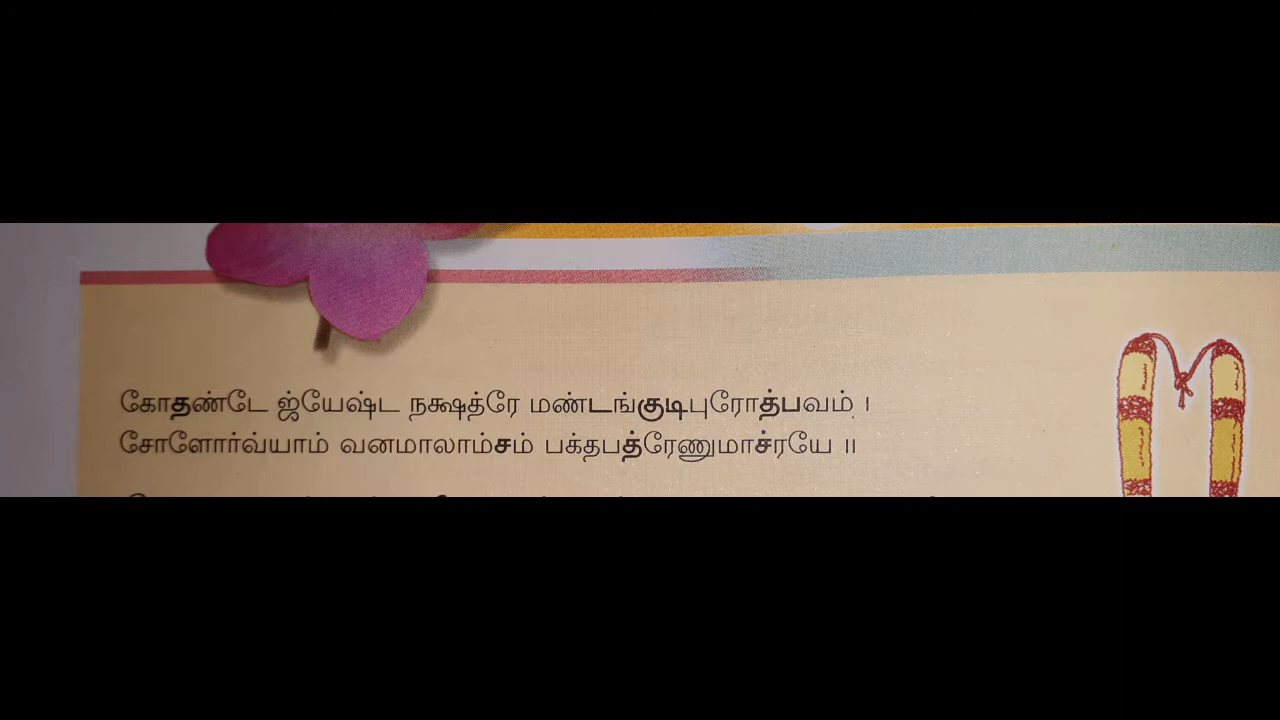 கோதண்டே ஜ்யேஷ்ட நக்ஷத்ரே மண்டங்குடிபுரோத்பவம் ।
சோளோர்வ்யாம் வனமாலாம்சம் பக்தபத்ரேணுமாச்ரயே ॥